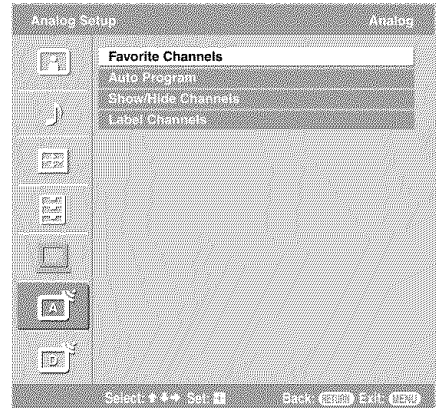 Analog Setup Analog
Favorite Channels
Auto Program
Show/Hide Channels
Label Channels
A
D
Select: ↑ ↓ → Set: + Back: RETURN Exit: MENU